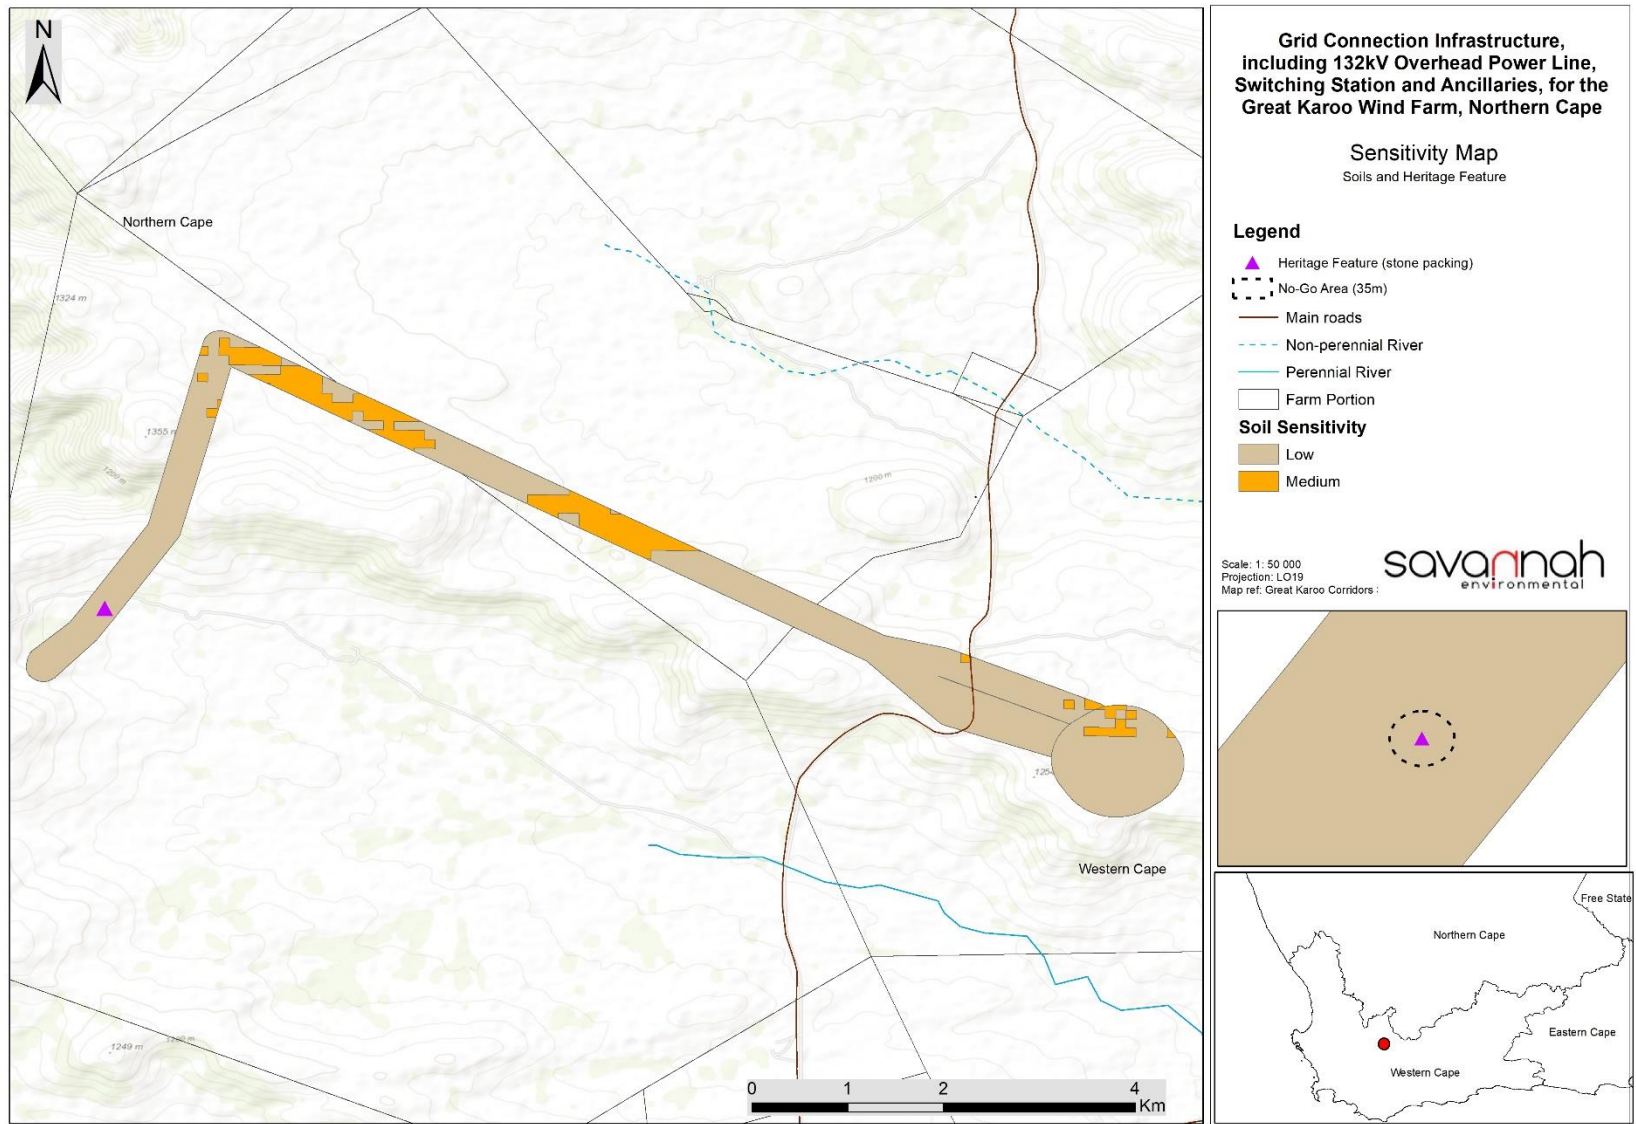 N
Northern Cape
1324 m
1355 m
1200 m
1200 m
Western Cape
1249 m
0 1 2 4
Km
Grid Connection Infrastructure,
including 132kV Overhead Power Line,
Switching Station and Ancillaries, for the
Great Karoo Wind Farm, Northern Cape
Sensitivity Map
Soils and Heritage Feature
Legend
Heritage Feature (stone packing)
No-Go Area (35m)
Main roads
Non-perennial River
Perennial River
Farm Portion
Soil Sensitivity
Low
Medium
Scale: 1: 50 000
Projection: LO19
Map ref: Great Karoo Corridors
savannah
environmental
Free State
Northern Cape
Eastern Cape
Western Cape